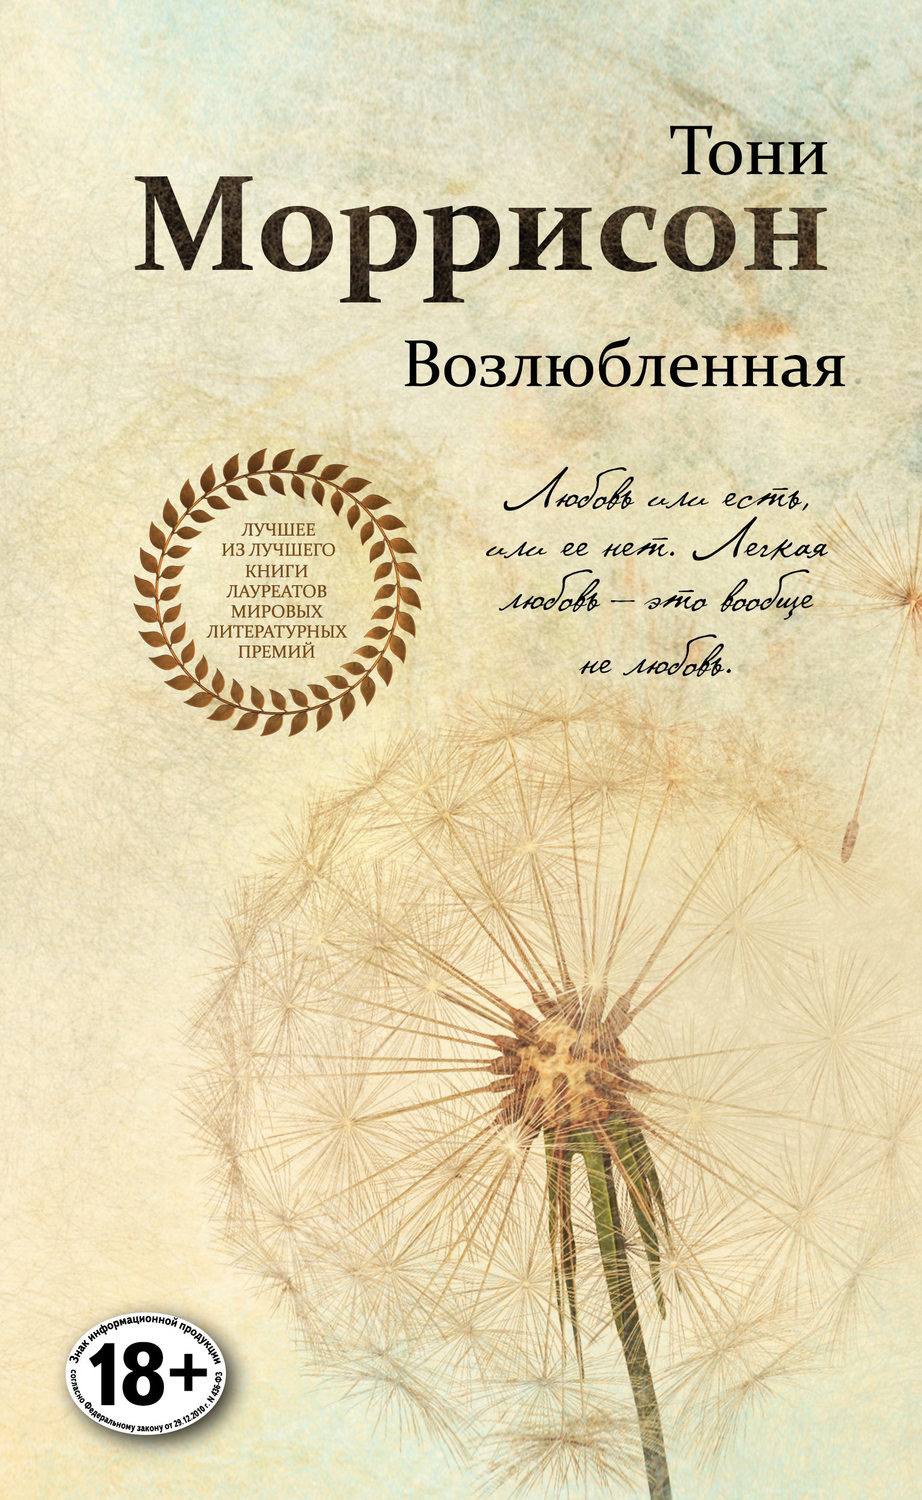 Тони
Моррисон
Возлюбленная
ЛУЧШЕЕ
ИЗ ЛУЧШЕГО
КНИГИ
ЛАУРЕАТОВ
МИРОВЫХ
ЛИТЕРАТУРНЫХ
ПРЕМИЙ
Любовь или есть,
или ее нет. Легкая
любовь – это вообще
не любовь.
Знак информационной продукции
18+
согласно Федеральному закону от 29.12.2010 г. N 436-ФЗ